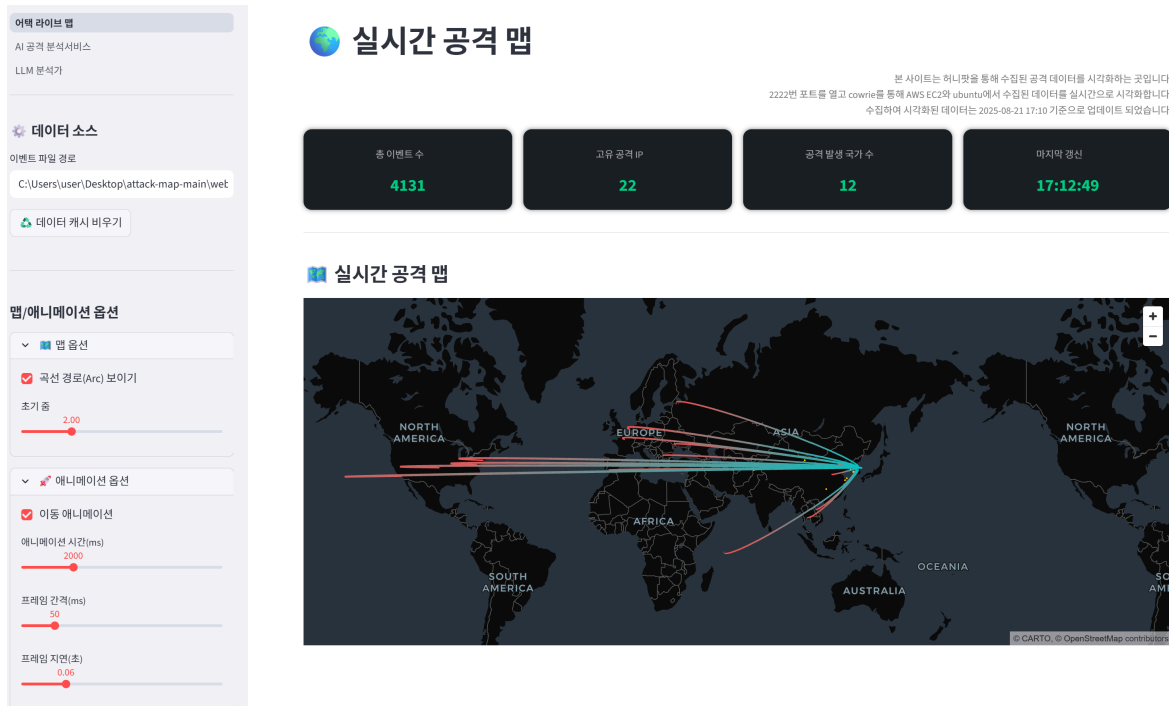 어택 라이브 맵
AI 공격 분석서비스
LLM 분석가
데이터 소스
이벤트 파일 경로
C:\Users\user\Desktop\attack-map-main\web
데이터 캐시 비우기
맵/애니메이션 옵션
맵 옵션
곡선 경로(Arc) 보이기
초기 줌
2.00
애니메이션 옵션
이동 애니메이션
애니메이션 시간(ms)
2000
프레임 간격(ms)
50
프레임 지연(초)
0.06
실시간 공격 맵
본 사이트는 허니팟을 통해 수집된 공격 데이터를 시각화하는 곳입니다
2222번 포트를 열고 cowrie를 통해 AWS EC2와 ubuntu에서 수집된 데이터를 실시간으로 시각화합니다
수집하여 시각화된 데이터는 2025-08-21 17:10 기준으로 업데이트 되었습니다
총 이벤트 수
4131
고유 공격 IP
22
공격 발생 국가 수
12
마지막 갱신
17:12:49
실시간 공격 맵
+
−
NORTH
AMERICA
EUROPE
ASIA
NORTH
AMERICA
AFRICA
SOUTH
AMERICA
OCEANIA
AUSTRALIA
SO
AM
© CARTO, © OpenStreetMap contributors